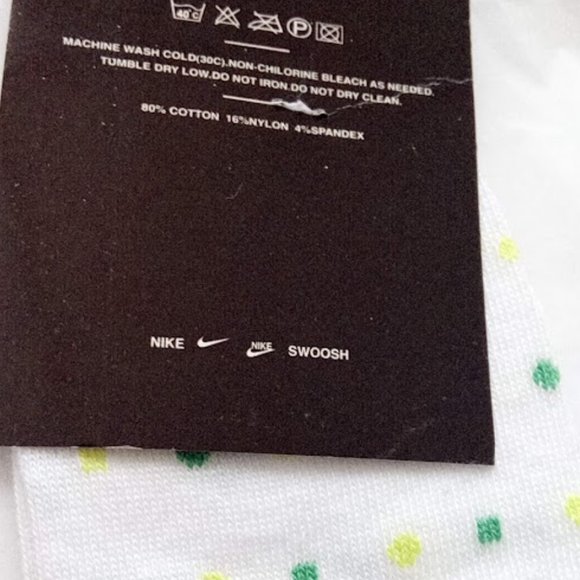 40°C P
MACHINE WASH COLD(30C).NON-CHILORINE BLEACH AS NEEDED.
TUMBLE DRY LOW.DO NOT IRON.DO NOT DRY CLEAN.
80% COTTON 16%NYLON 4%SPANDEX
NIKE NIKE SWOOSH